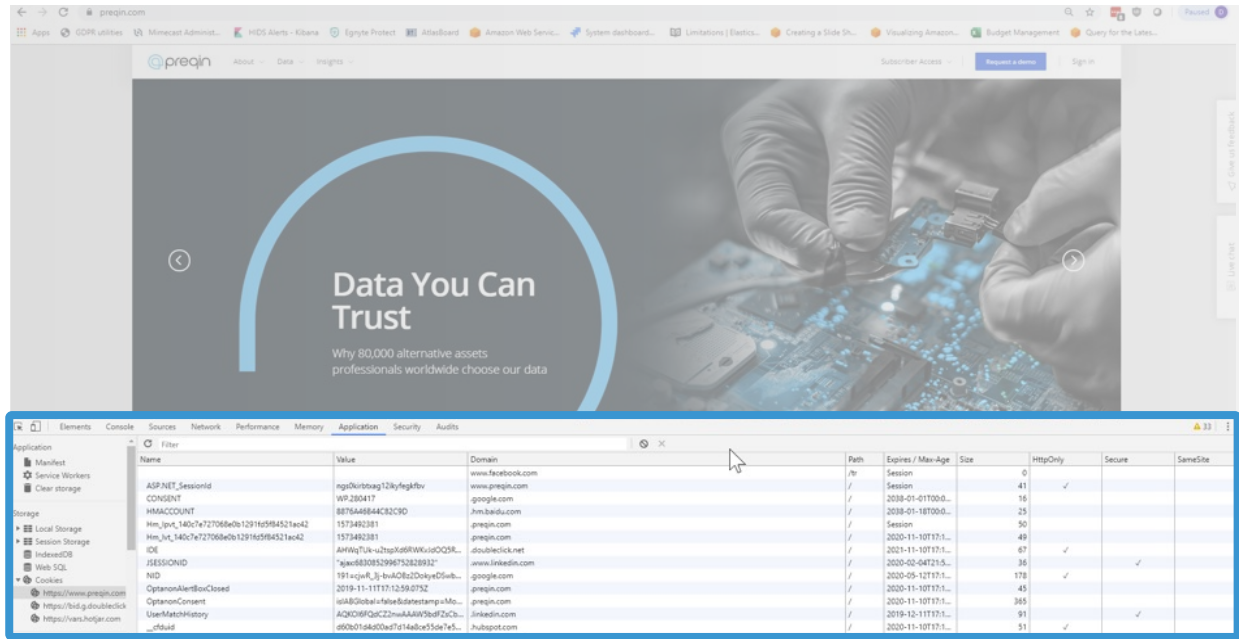 preqin.com Paused D
Apps GDPR utilities Mimecast Administ... HIDS Alerts - Kibana Egnyte Protect AtlasBoard Amazon Web Servic... System dashboard... Limitations | Elastics... Creating a Slide Sh... Visualizing Amazon... Budget Management Query for the Lates...
preqin About Data Insights Subscriber Access Request a demo Sign in
Give us feedback
Live chat
Data You Can
Trust
Why 80,000 alternative assets
professionals worldwide choose our data
Elements Console Sources Network Performance Memory Application Security Audits 33
Application Filter
Name Value Domain Path Expires / Max-Age Size HttpOnly Secure SameSite
Manifest
Service Workers
Clear storage
Storage
Local Storage
Session Storage
IndexedDB
Web SQL
Cookies
https://www.preqin.com
https://bid.g.doubleclick
https://vars.hotjar.com
www.facebook.com /tr Session 0
ASP.NET_SessionId www.preqin.com / Session 41 ✓
CONSENT WP.280417 .google.com / 2038-01-01T00:0... 16
HMACCOUNT 8876A46844C82C9D .hm.baidu.com / 2038-01-18T00:0... 25
Hm_lpvt_140c7e727068e0b1291fd5f84521ac42 1573492381 .preqin.com / Session 50
Hm_lvt_140c7e727068e0b1291fd5f84521ac42 1573492381 .preqin.com / 2020-11-10T17:1... 49
IDE .doubleclick.net / 2021-11-10T17:1... 67 ✓
JSESSIONID "ajax:6830852996752828932" .www.linkedin.com / 2020-02-04T21:5... 36 ✓
NID .google.com / 2020-05-12T17:1... 178 ✓
OptanonAlertBoxClosed 2019-11-11T17:12:59.075Z .preqin.com / 2020-11-10T17:1... 45
OptanonConsent isIABGlobal=false&datestamp=Mo... .preqin.com / 2020-11-10T17:1... 365
UserMatchHistory .linkedin.com / 2019-12-11T17:1... 91 ✓
__cfduid d60b01d4d00ad7d14a8ce55de7e5... .hubspot.com / 2020-11-10T17:1... 51 ✓